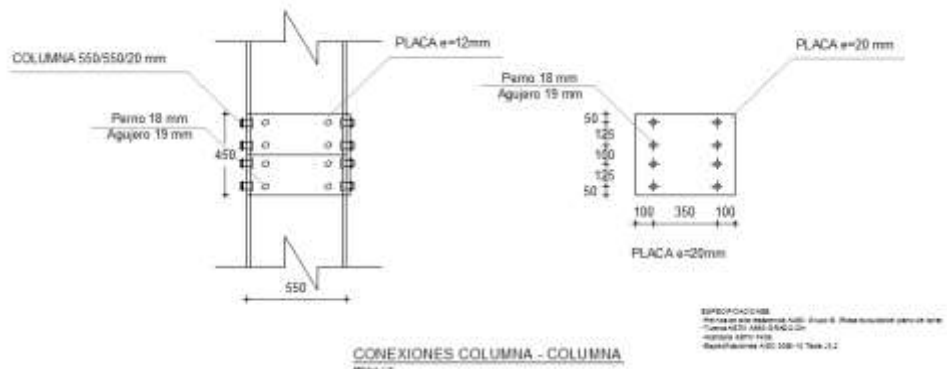 COLUMNA 550/550/20 mm
PLACA e=12mm
Perno 18 mm
Agujero 19 mm
450
550
PLACA e=20 mm
Perno 18 mm
Agujero 19 mm
50
125
100
125
50
100 350 100
PLACA e=20mm
CONEXIONES COLUMNA - COLUMNA
ESPECIFICACIONES